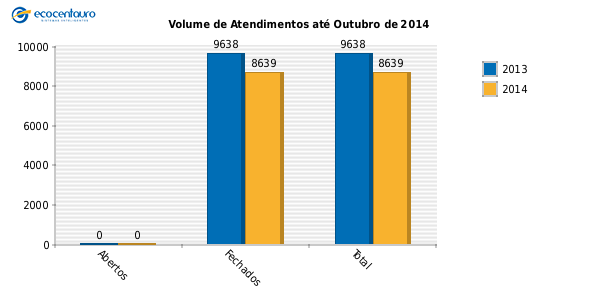 ecocentauro
Volume de Atendimentos até Outubro de 2014
10000
8000
6000
4000
2000
0
0
0
9638
8639
9638
8639
Abertos
Fechados
Total
2013
2014